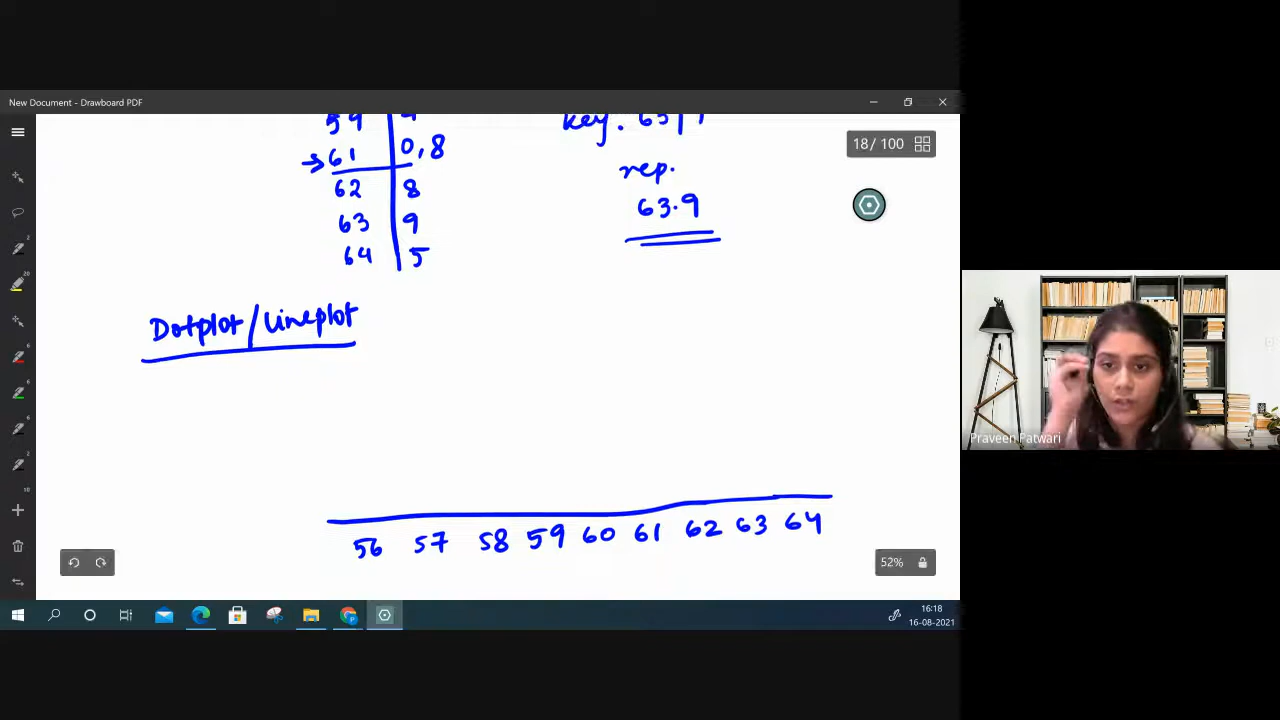 New Document - Drawboard PDF
18 / 100
61 | 0, 8
62 | 8
63 | 9
64 | 5
rep.
63.9
Dotplot/Lineplot
56 57 58 59 60 61 62 63 64
52%
Praveen Patwari
16:18
16-08-2021